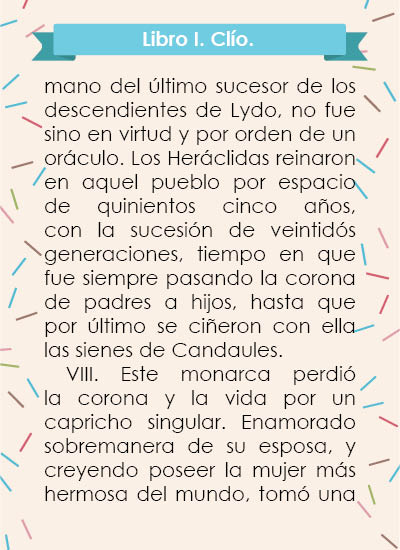 Libro I. Clío.
mano del último sucesor de los
descendientes de Lydo, no fue
sino en virtud y por orden de un
oráculo. Los Heráclidas reinaron
en aquel pueblo por espacio
de quinientos cinco años,
con la sucesión de veintidós
generaciones, tiempo en que
fue siempre pasando la corona
de padres a hijos, hasta que
por último se ciñeron con ella
las sienes de Candaules.
VIII. Este monarca perdió
la corona y la vida por un
capricho singular. Enamorado
sobremanera de su esposa, y
creyendo poseer la mujer más
hermosa del mundo, tomó una